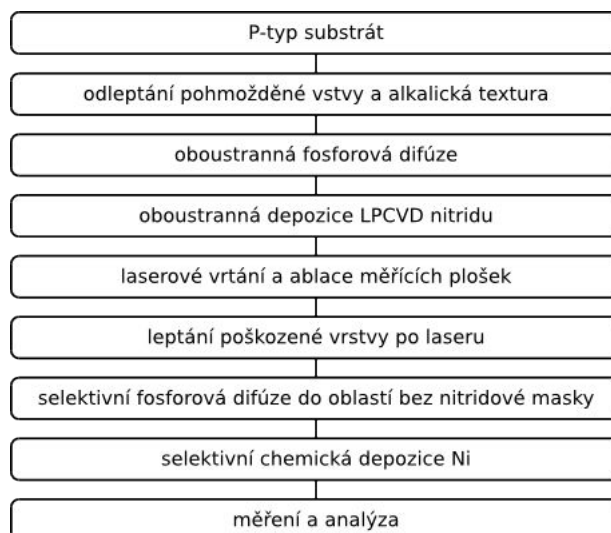 P-typ substrát
odleptání pohmožděné vstvy a alkalická textura
oboustranná fosforová difúze
oboustranná depozice LPCVD nitridu
laserové vrtání a ablace měřících plošek
leptání poškozené vrstvy po laseru
selektivní fosforová difúze do oblastí bez nitridové masky
selektivní chemická depozice Ni
měření a analýza